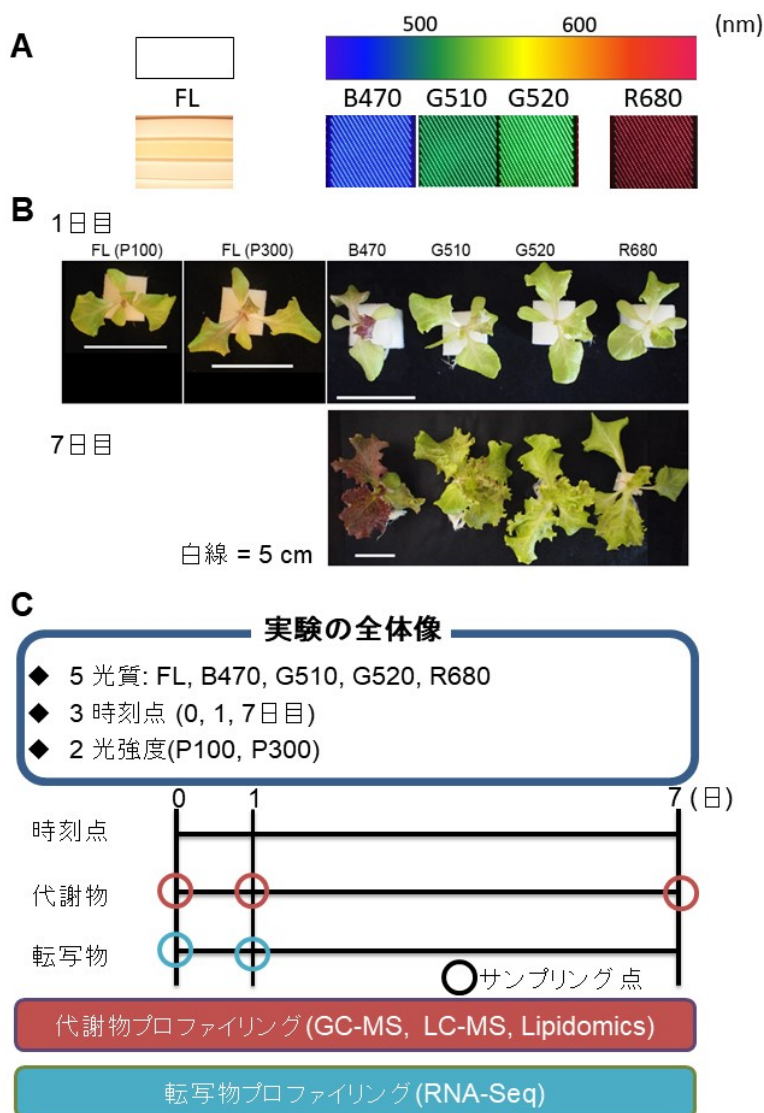 A
500 600 (nm)
FL
B470 G510 G520 R680
B
1日目
FL (P100) FL (P300) B470 G510 G520 R680
7日目
白線 = 5 cm
C
実験の全体像
◆ 5 光質: FL, B470, G510, G520, R680
◆ 3 時刻点 (0, 1, 7日目)
◆ 2 光強度(P100, P300)
0 1 7 (日)
時刻点
代謝物
転写物
サンプリング点
代謝物プロファイリング(GC-MS, LC-MS, Lipidomics)
転写物プロファイリング(RNA-Seq)